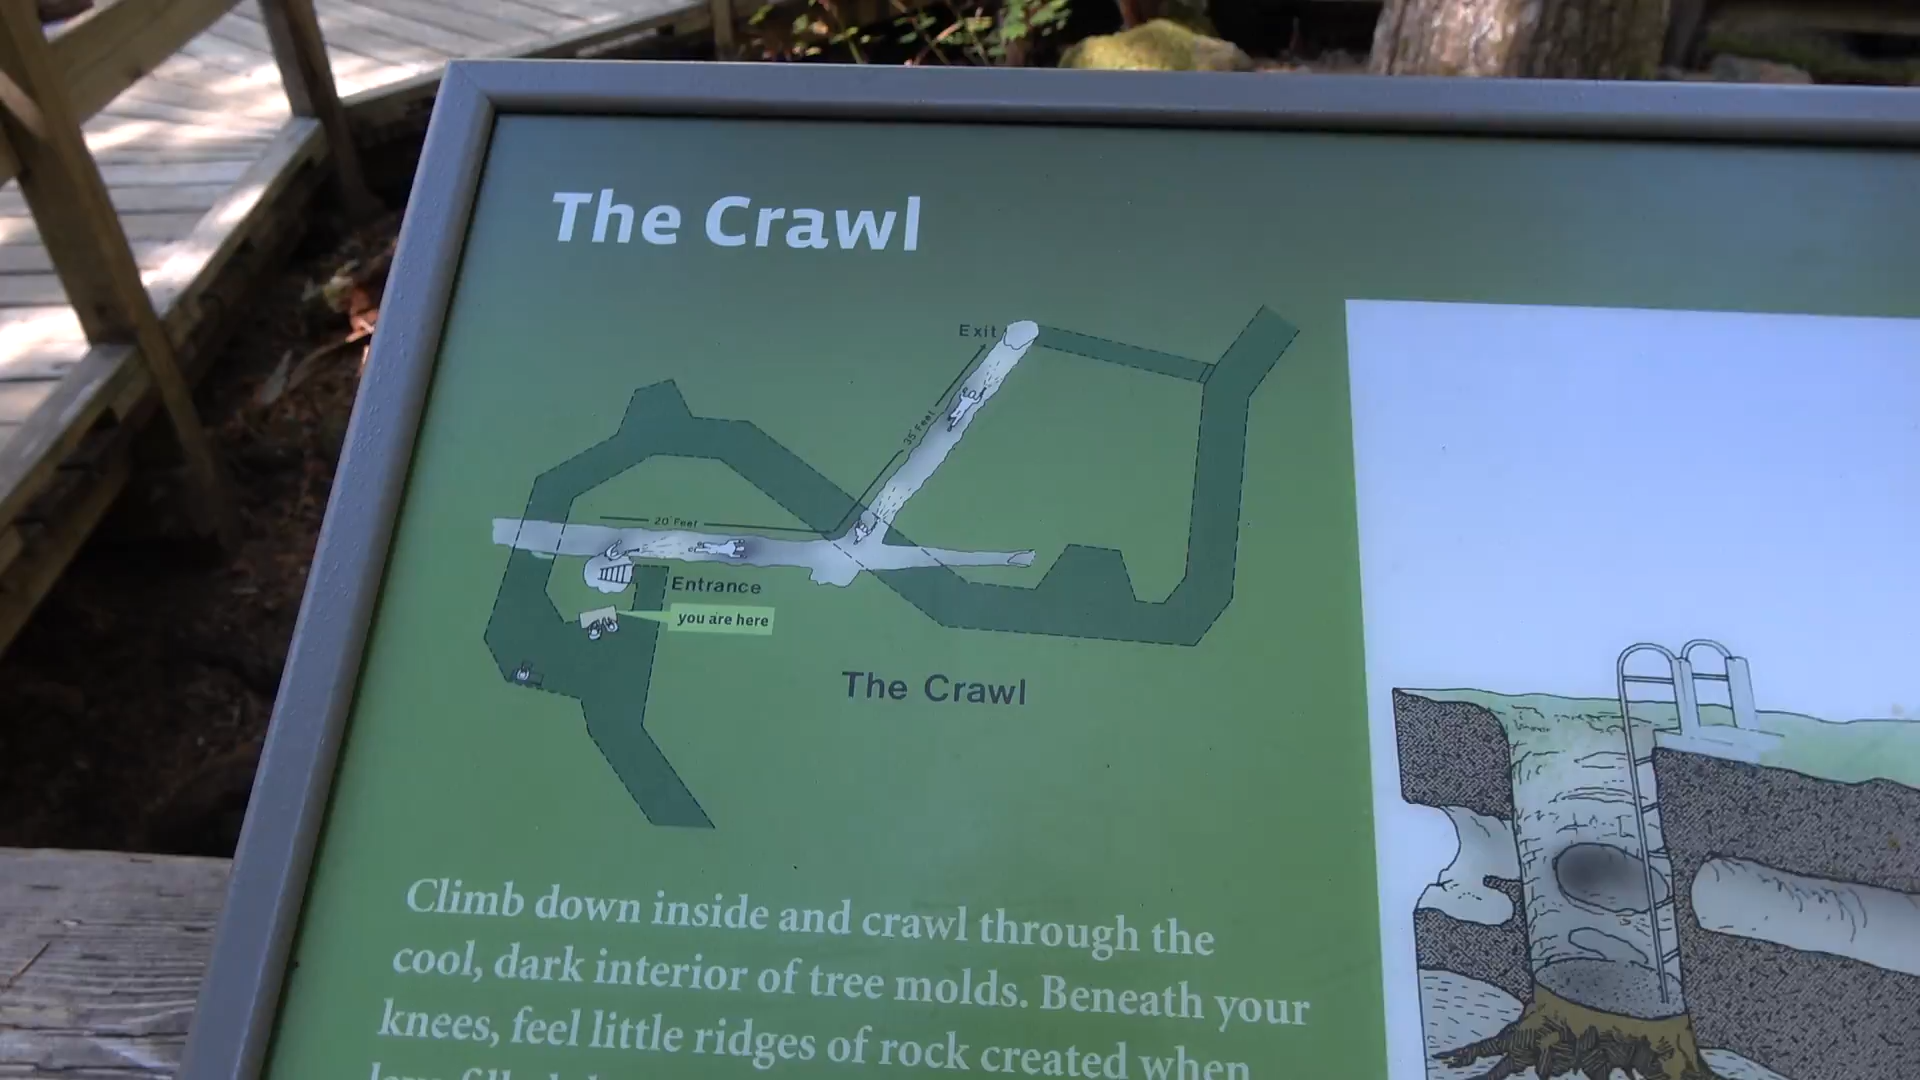 The Crawl
Exit
35 Feet
20 Feet
Entrance
you are here
The Crawl
Climb down inside and crawl through the
cool, dark interior of tree molds. Beneath your
knees, feel little ridges of rock created when